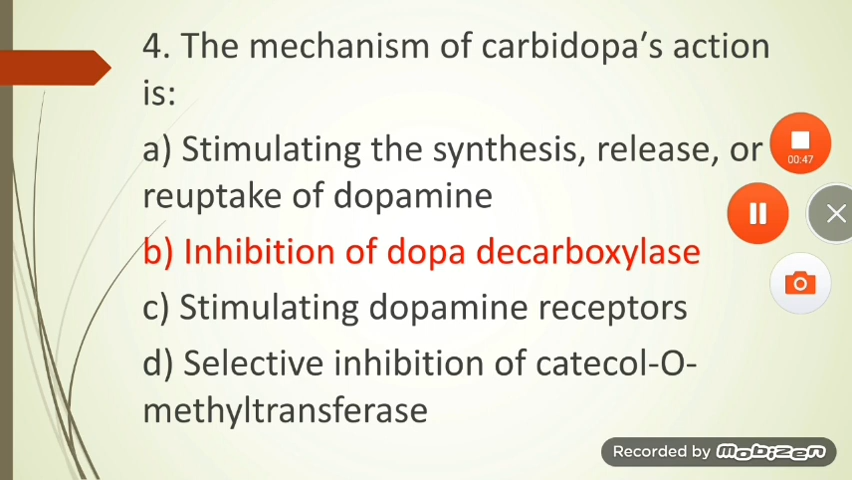 4. The mechanism of carbidopa's action
is:
a) Stimulating the synthesis, release, or
reuptake of dopamine
b) Inhibition of dopa decarboxylase
c) Stimulating dopamine receptors
d) Selective inhibition of catecol-O-
methyltransferase
00:47
Recorded by mobizen